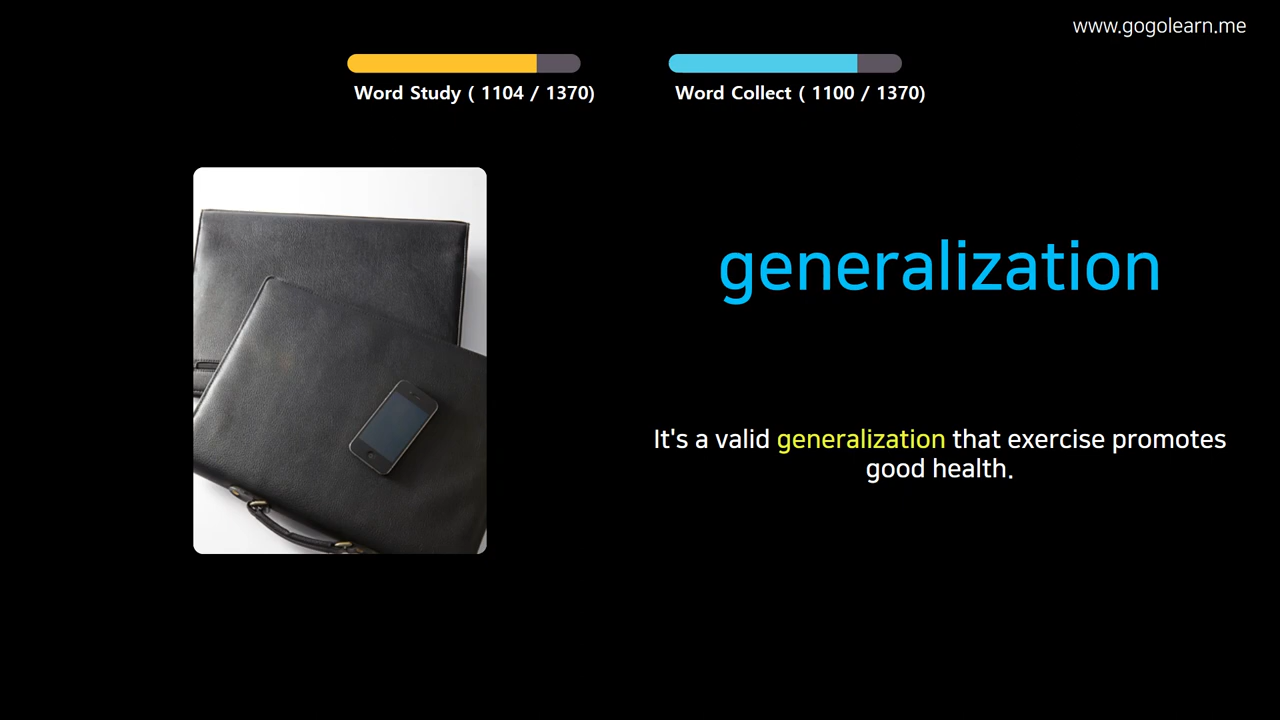 www.gogolearn.me
Word Study ( 1104 / 1370)
Word Collect ( 1100 / 1370)
generalization
It's a valid generalization that exercise promotes
good health.